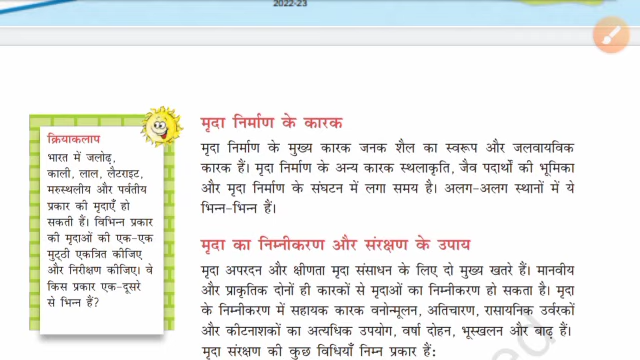 2022-23
क्रियाकलाप
भारत में जलोढ़,
काली, लाल, लैटराइट,
मरुस्थलीय और पर्वतीय
प्रकार की मृदाएँ हो
सकती हैं। विभिन्न प्रकार
की मृदाओं की एक-एक
मुट्ठी एकत्रित कीजिए
और निरीक्षण कीजिए। वे
किस प्रकार एक-दूसरे
से भिन्न हैं?
मृदा निर्माण के कारक
मृदा निर्माण के मुख्य कारक जनक शैल का स्वरूप और जलवायविक
कारक हैं। मृदा निर्माण के अन्य कारक स्थलाकृति, जैव पदार्थों की भूमिका
और मृदा निर्माण के संघटन में लगा समय है। अलग-अलग स्थानों में ये
भिन्न-भिन्न हैं।
मृदा का निम्नीकरण और संरक्षण के उपाय
मृदा अपरदन और क्षीणता मृदा संसाधन के लिए दो मुख्य खतरे हैं। मानवीय
और प्राकृतिक दोनों ही कारकों से मृदाओं का निम्नीकरण हो सकता है। मृदा
के निम्नीकरण में सहायक कारक वनोन्मूलन, अतिचारण, रासायनिक उर्वरकों
और कीटनाशकों का अत्यधिक उपयोग, वर्षा दोहन, भूस्खलन और बाढ़ हैं।
मृदा संरक्षण की कुछ विधियाँ निम्न प्रकार हैं: